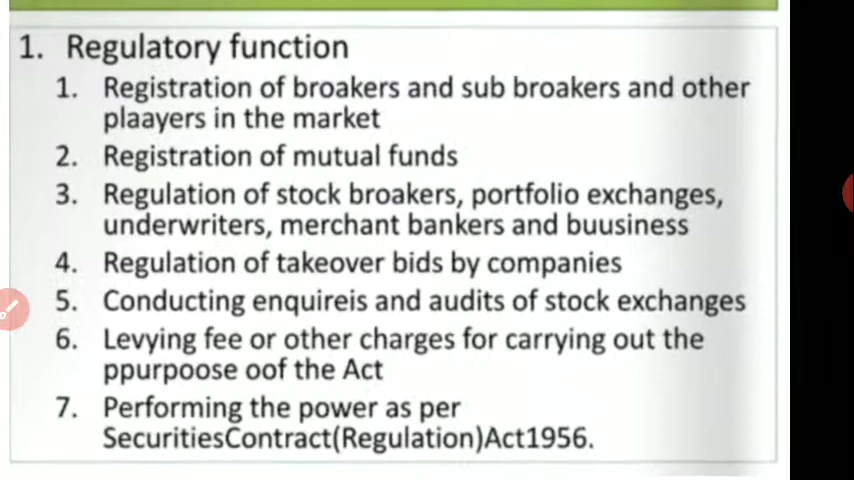 1. Regulatory function
1. Registration of broakers and sub broakers and other
plaayers in the market
2. Registration of mutual funds
3. Regulation of stock broakers, portfolio exchanges,
underwriters, merchant bankers and buusiness
4. Regulation of takeover bids by companies
5. Conducting enquireis and audits of stock exchanges
6. Levying fee or other charges for carrying out the
ppurpoose oof the Act
7. Performing the power as per
SecuritiesContract(Regulation)Act1956.